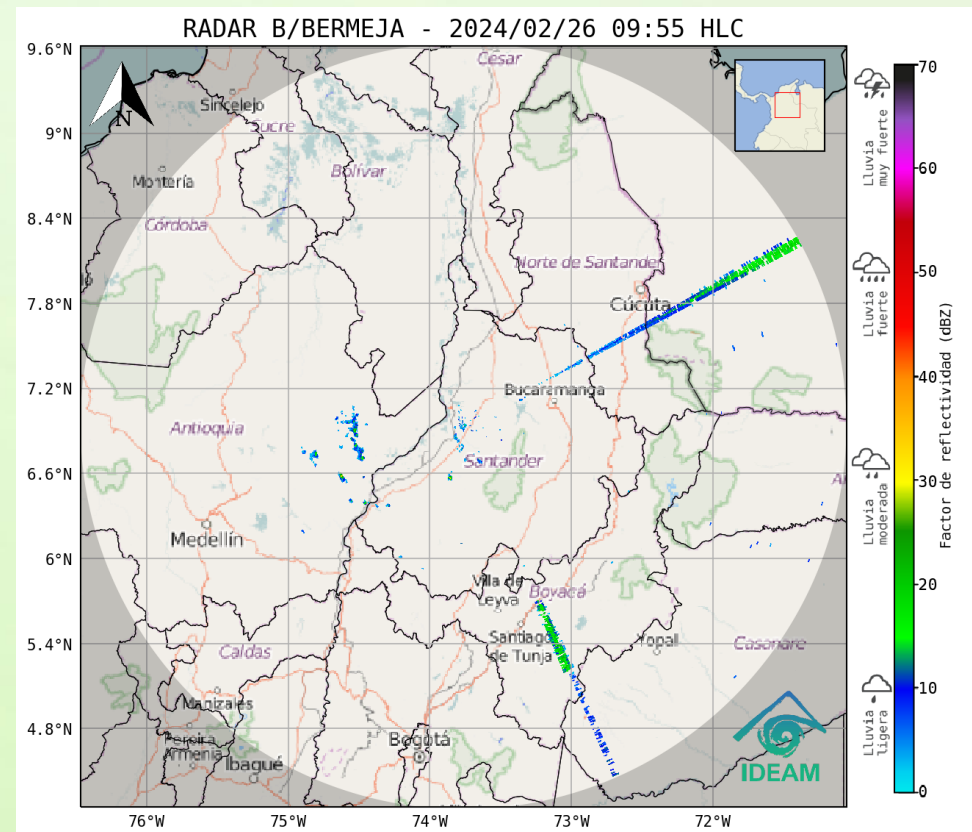 RADAR B/BERMEJA - 2024/02/26 09:55 HLC
9.6°N
9°N
8.4°N
7.8°N
7.2°N
6.6°N
6°N
5.4°N
4.8°N
76°W
75°W
74°W
73°W
72°W
N
Cesar
Sincelejo
Sucre
Montería
Bolívar
Córdoba
Norte de Santander
Cúcuta
Bucaramanga
Antioquia
Santander
Medellín
Villa de
Leyva
Boyacá
Santiago
de Tunja
Yopal
Casanare
Caldas
Manizales
Pereira
Armenia
Ibagué
Bogotá
IDEAM
Lluvia
muy fuerte
Lluvia
fuerte
Lluvia
moderada
Lluvia
ligera
70
60
50
40
30
20
10
0
Factor de reflectividad (dBZ)